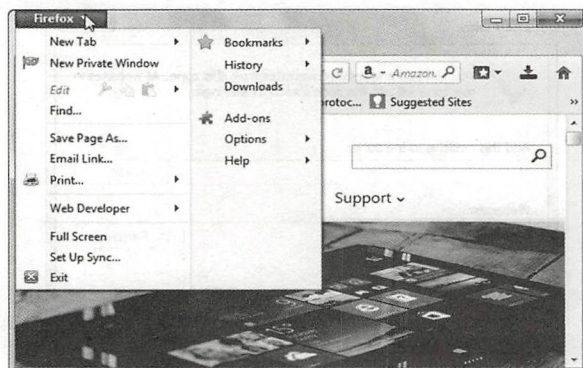 Firefox
New Tab
New Private Window
Edit
Find...
Save Page As...
Email Link...
Print...
Web Developer
Full Screen
Set Up Sync...
Exit
Bookmarks
History
Downloads
Add-ons
Options
Help
a - Amazon.
rotoc... Suggested Sites »
Support